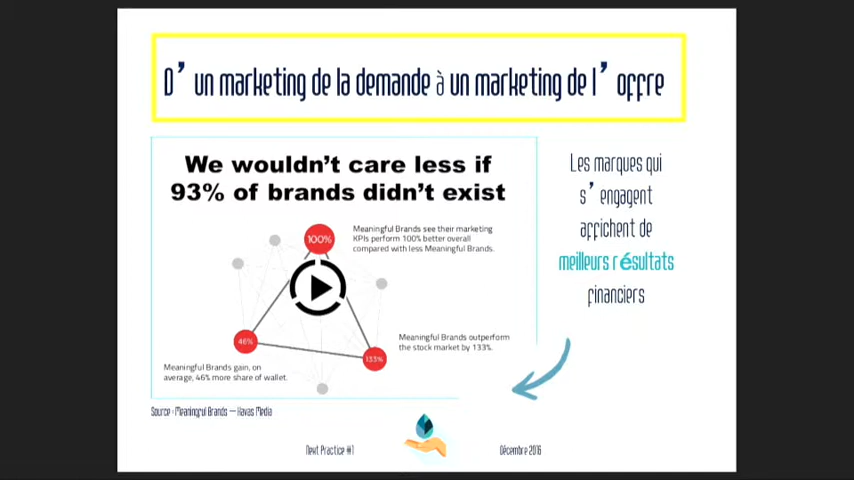 D’un marketing de la demande à un marketing de l’offre
We wouldn’t care less if
93% of brands didn’t exist
Meaningful Brands see their marketing
KPIs perform 100% better overall
compared with less Meaningful Brands.
100%
46%
133%
Meaningful Brands outperform
the stock market by 133%.
Meaningful Brands gain, on
average, 46% more share of wallet.
Les marques qui
s’engagent
affichent de
meilleurs résultats
financiers
Source : Meaningful Brands – Havas Media
Next Practice #1
Décembre 2016